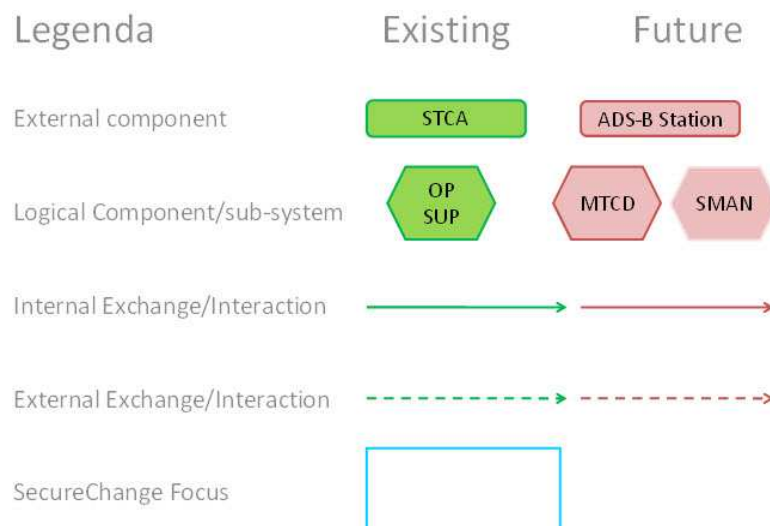 Legenda Existing Future
External component STCA ADS-B Station
Logical Component/sub-system OP SUP MTCD SMAN
Internal Exchange/Interaction
External Exchange/Interaction
SecureChange Focus